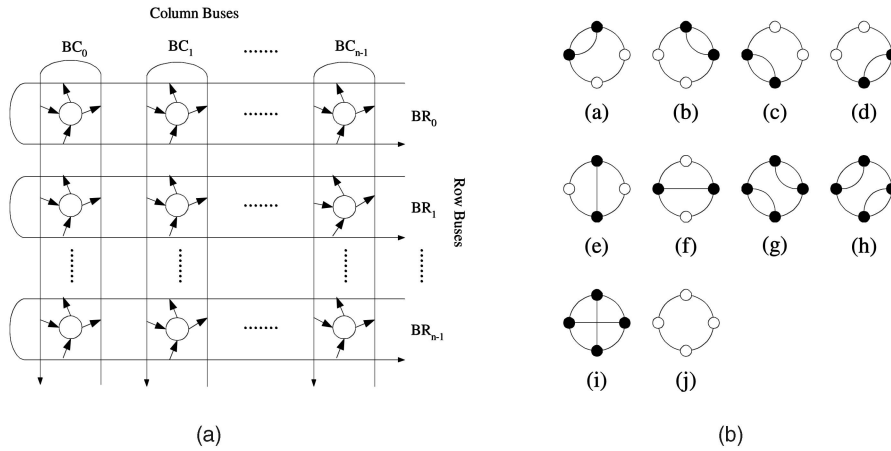 Column Buses
BC0 BC1 ....... BCn-1
....... BR0
....... BR1
Row Buses
....... BRn-1
(a)
(a) (b) (c) (d)
(e) (f) (g) (h)
(i) (j)
(b)